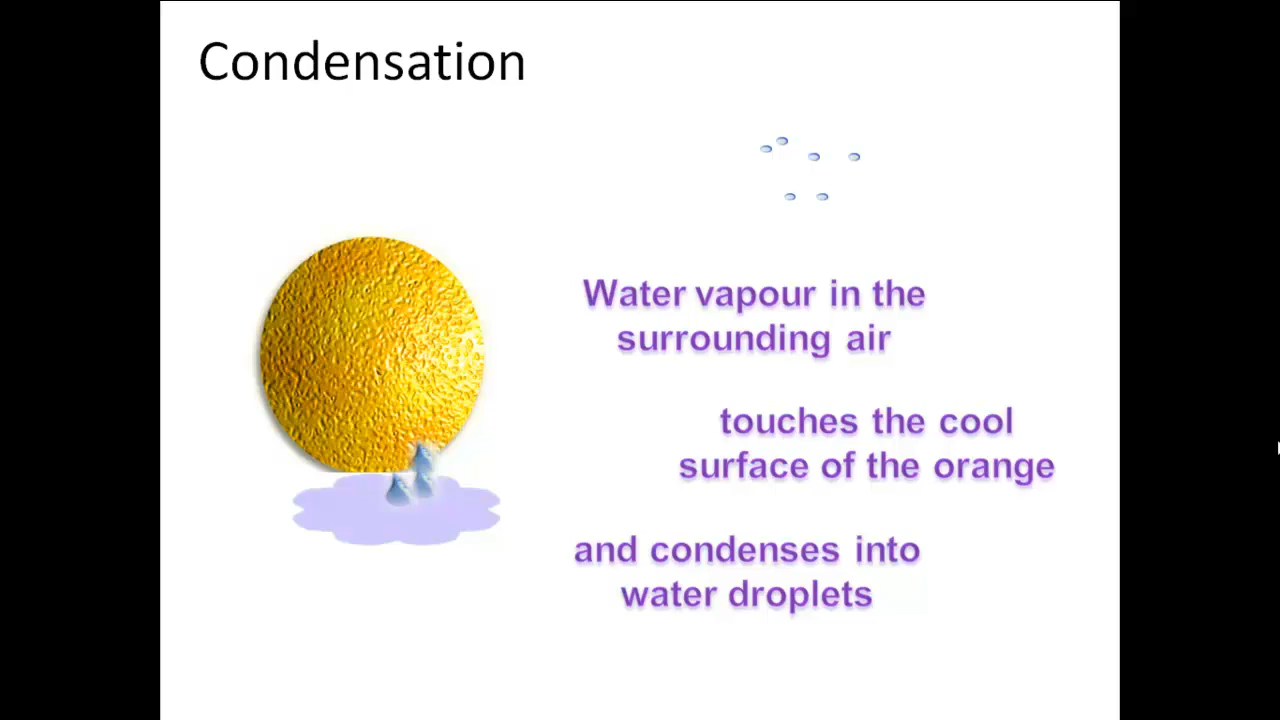 Condensation
Water vapour in the
surrounding air
touches the cool
surface of the orange
and condenses into
water droplets